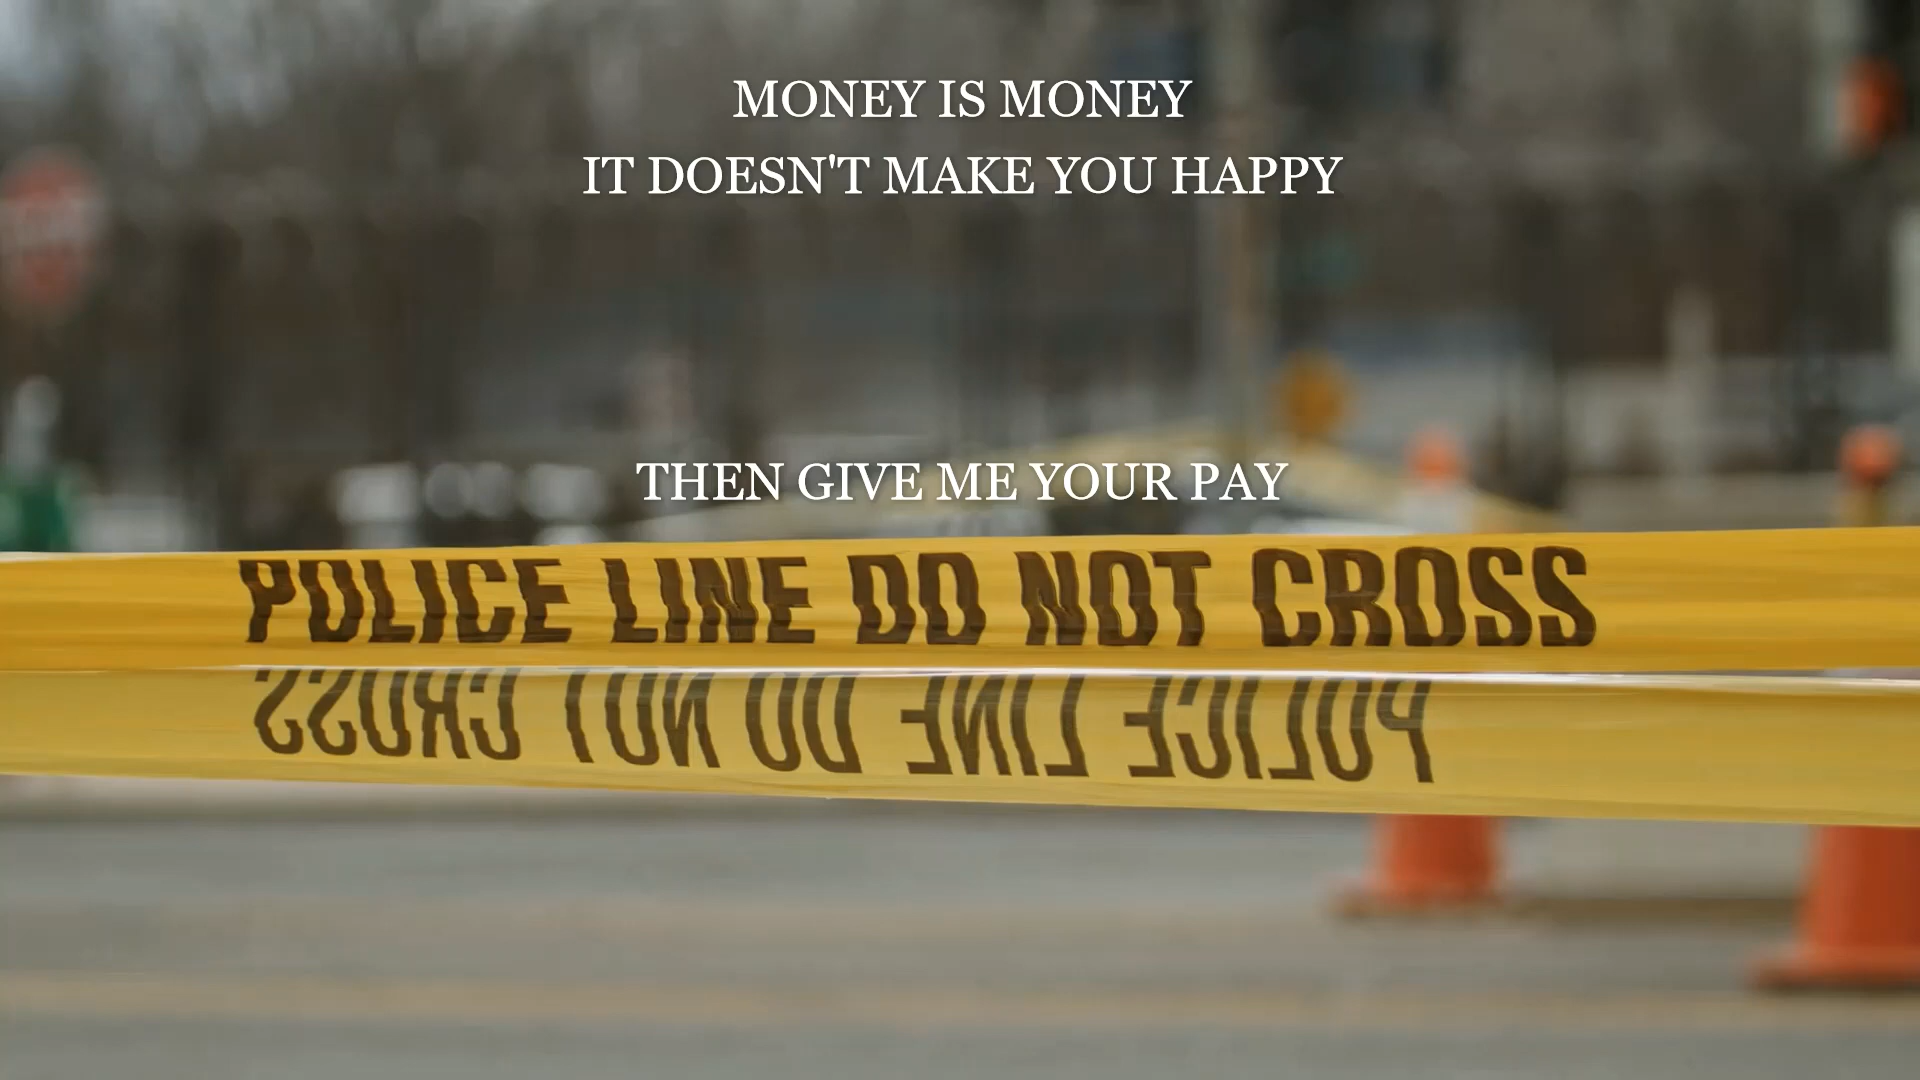 MONEY IS MONEY
IT DOESN'T MAKE YOU HAPPY
THEN GIVE ME YOUR PAY
POLICE LINE DO NOT CROSS
POLICE LINE DO NOT CROSS